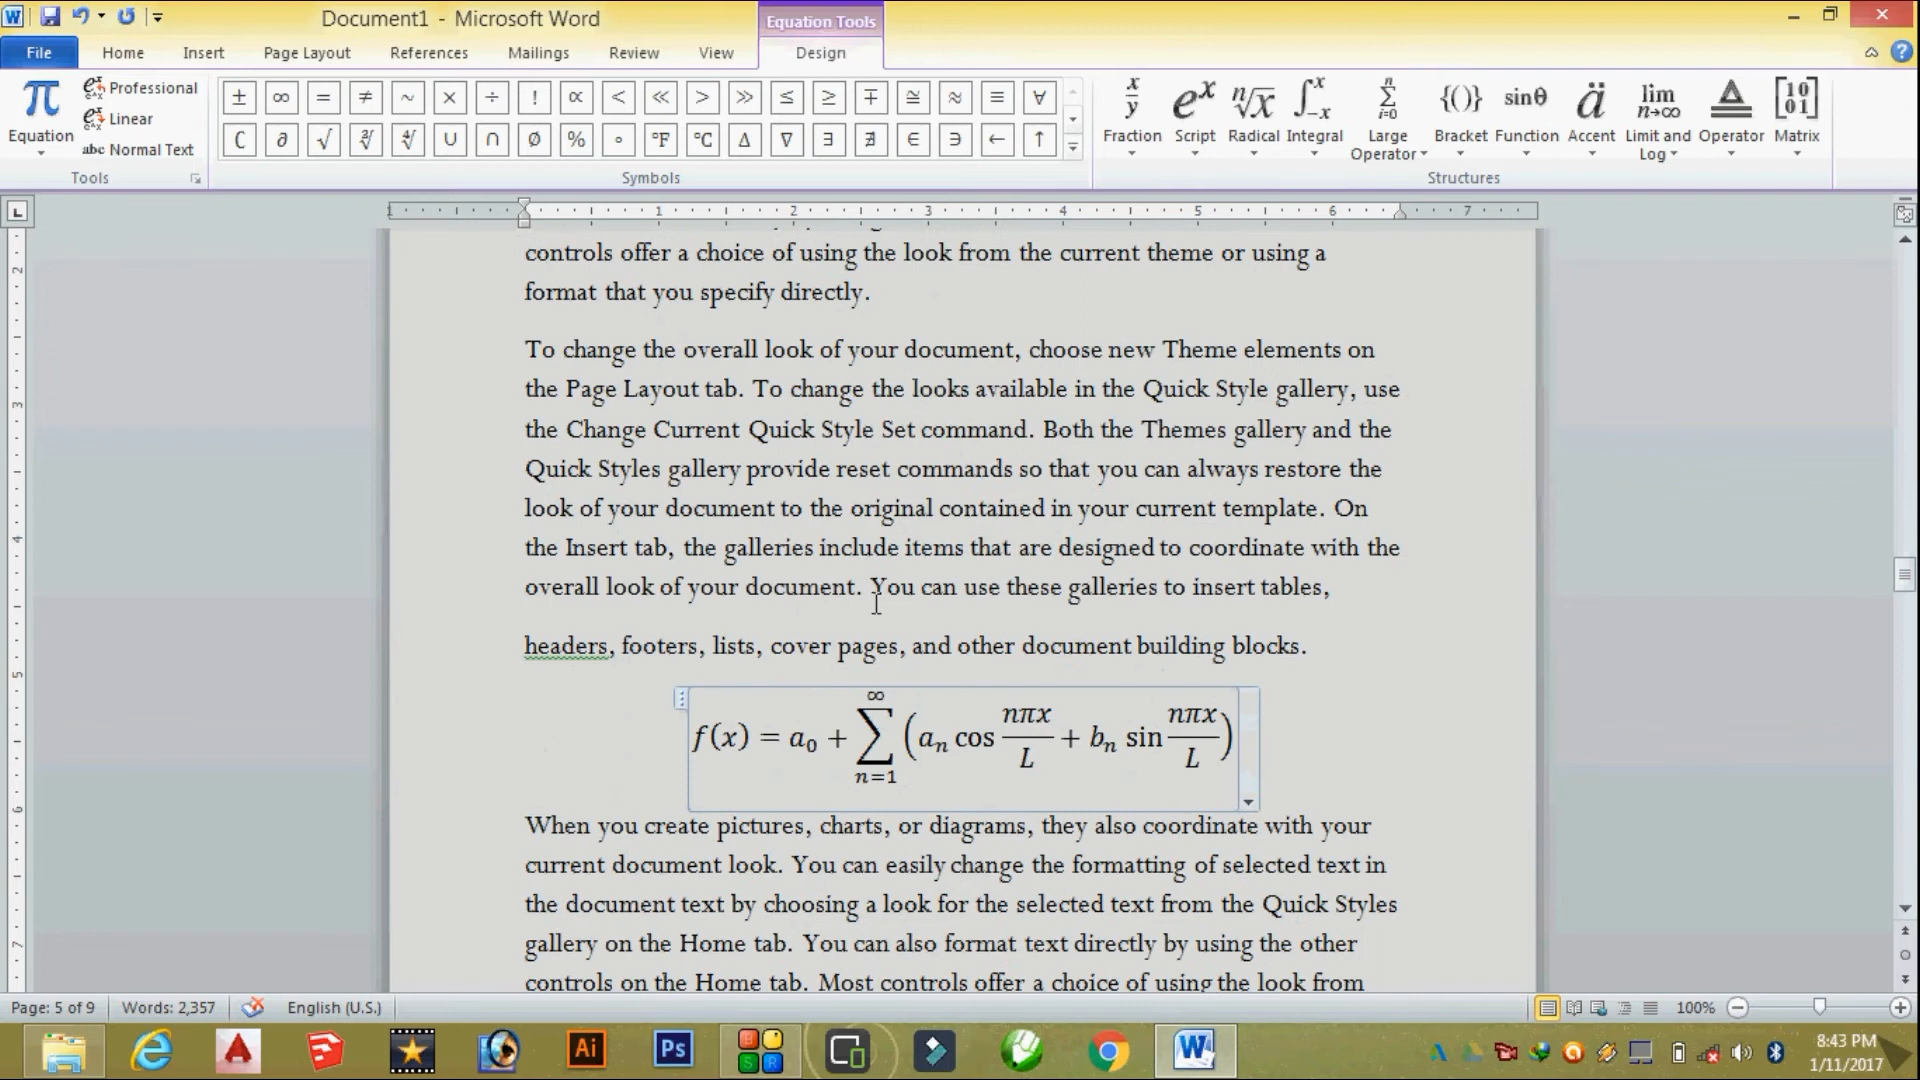 Document1 - Microsoft Word
Equation Tools
File Home Insert Page Layout References Mailings Review View Design
Equation
Professional
Linear
abc Normal Text
Tools
± ∞ = ≠ ~ × ÷ ! ∝ < ≪ > ≫ ≤ ≥ ∓ ≅ ≈ ≡ ∀
∁ ∂ √ ∛ ∜ ∪ ∩ ∅ % ° °F °C ∆ ∇ ∃ ∄ ∈ ∋ ← ↑
Symbols
Fraction Script Radical Integral Large Operator Bracket Function Accent Limit and Log Operator Matrix
Structures
1 1 2 3 4 5 6 7
controls offer a choice of using the look from the current theme or using a
format that you specify directly.
To change the overall look of your document, choose new Theme elements on
the Page Layout tab. To change the looks available in the Quick Style gallery, use
the Change Current Quick Style Set command. Both the Themes gallery and the
Quick Styles gallery provide reset commands so that you can always restore the
look of your document to the original contained in your current template. On
the Insert tab, the galleries include items that are designed to coordinate with the
overall look of your document. You can use these galleries to insert tables,
headers, footers, lists, cover pages, and other document building blocks.
f(x) = a₀ + ∑_{n=1}^{∞} (aₙ cos nπx/L + bₙ sin nπx/L)
When you create pictures, charts, or diagrams, they also coordinate with your
current document look. You can easily change the formatting of selected text in
the document text by choosing a look for the selected text from the Quick Styles
gallery on the Home tab. You can also format text directly by using the other
controls on the Home tab. Most controls offer a choice of using the look from
Page: 5 of 9 Words: 2,357 English (U.S.) 100%
Ai Ps
8:43 PM
1/11/2017